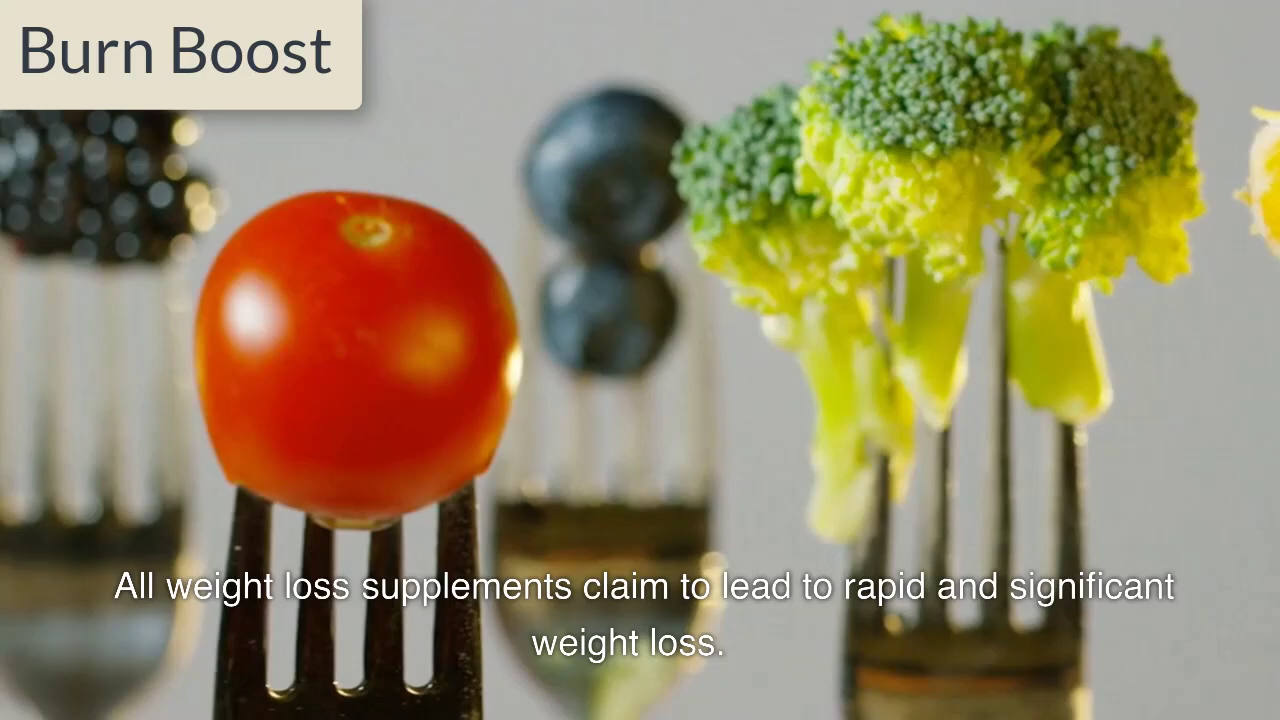 Burn Boost
All weight loss supplements claim to lead to rapid and significant
weight loss.